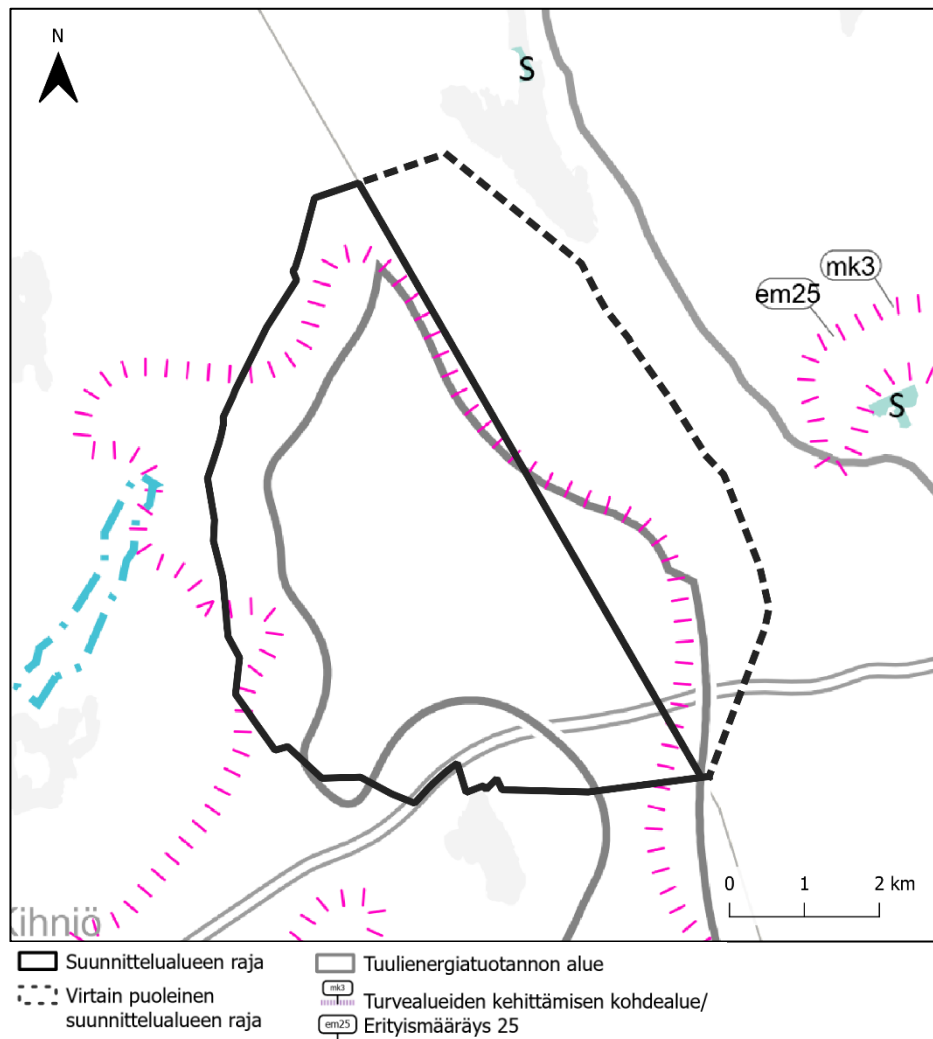 N
S
mk3
em25
S
0 1 2 km
Kihniö
Suunnittelualueen raja
Virtain puoleinen
suunnittelualueen raja
Tuulienergiatuotannon alue
mk3
Turvealueiden kehittämisen kohdealue/
em25
Erityismääräys 25